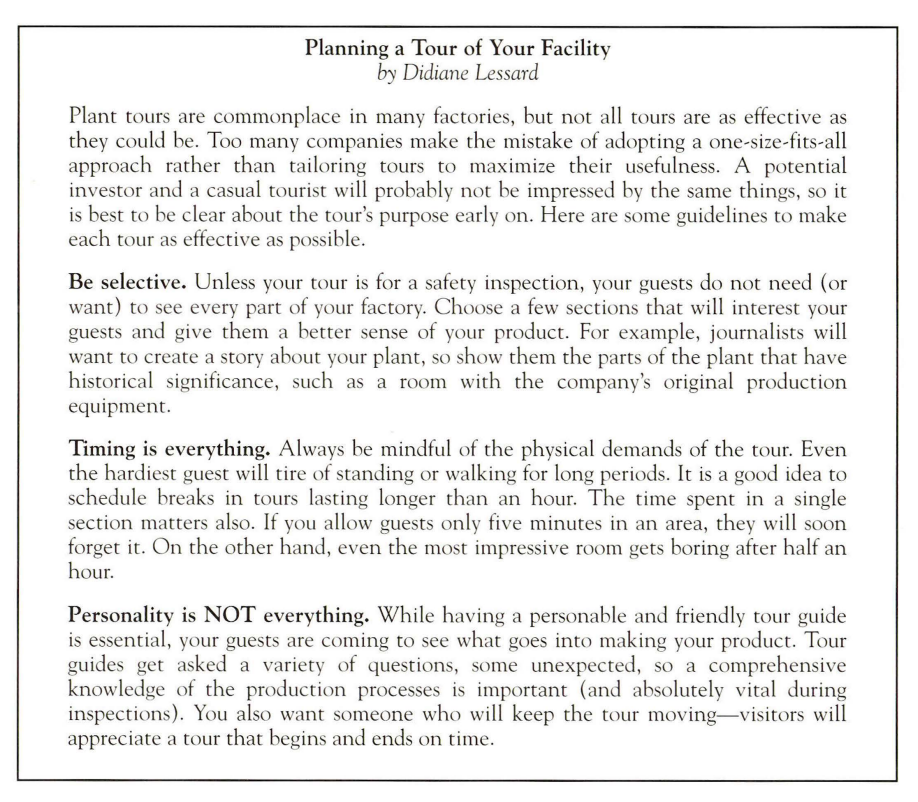 Planning a Tour of Your Facility
by Didiane Lessard
Plant tours are commonplace in many factories, but not all tours are as effective as
they could be. Too many companies make the mistake of adopting a one-size-fits-all
approach rather than tailoring tours to maximize their usefulness. A potential
investor and a casual tourist will probably not be impressed by the same things, so it
is best to be clear about the tour's purpose early on. Here are some guidelines to make
each tour as effective as possible.
Be selective. Unless your tour is for a safety inspection, your guests do not need (or
want) to see every part of your factory. Choose a few sections that will interest your
guests and give them a better sense of your product. For example, journalists will
want to create a story about your plant, so show them the parts of the plant that have
historical significance, such as a room with the company's original production
equipment.
Timing is everything. Always be mindful of the physical demands of the tour. Even
the hardiest guest will tire of standing or walking for long periods. It is a good idea to
schedule breaks in tours lasting longer than an hour. The time spent in a single
section matters also. If you allow guests only five minutes in an area, they will soon
forget it. On the other hand, even the most impressive room gets boring after half an
hour.
Personality is NOT everything. While having a personable and friendly tour guide
is essential, your guests are coming to see what goes into making your product. Tour
guides get asked a variety of questions, some unexpected, so a comprehensive
knowledge of the production processes is important (and absolutely vital during
inspections). You also want someone who will keep the tour moving—visitors will
appreciate a tour that begins and ends on time.